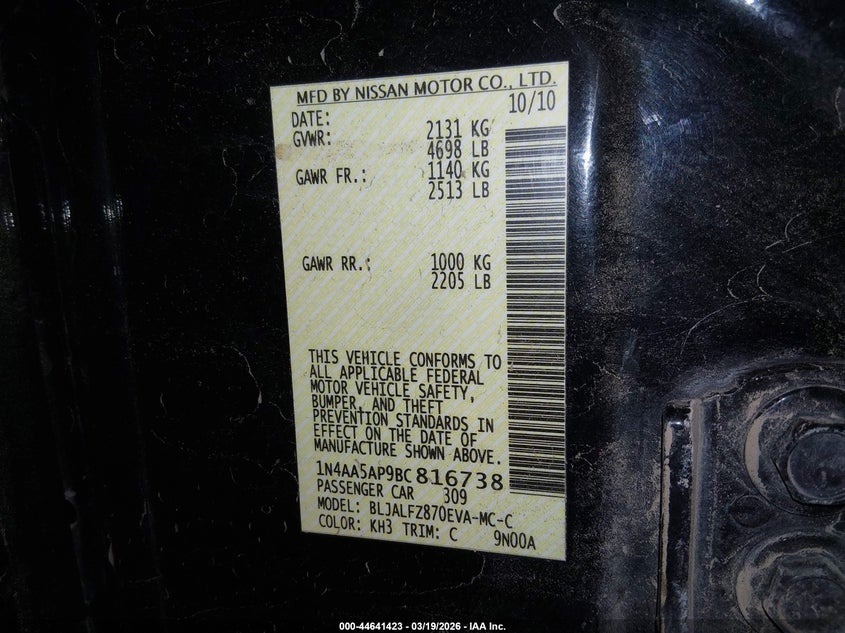 MFD BY NISSAN MOTOR CO., LTD.
DATE: 10/10
GVWR: 2131 KG
4698 LB
GAWR FR.: 1140 KG
2513 LB
GAWR RR.: 1000 KG
2205 LB
THIS VEHICLE CONFORMS TO
ALL APPLICABLE FEDERAL
MOTOR VEHICLE SAFETY,
BUMPER, AND THEFT
PREVENTION STANDARDS IN
EFFECT ON THE DATE OF
MANUFACTURE SHOWN ABOVE.
1N4AA5AP9BC816738
PASSENGER CAR 309
MODEL: BLJALFZ870EVA-MC-C
COLOR: KH3 TRIM: C 9N00A
000-44641423 - 03/19/2026 - IAA Inc.